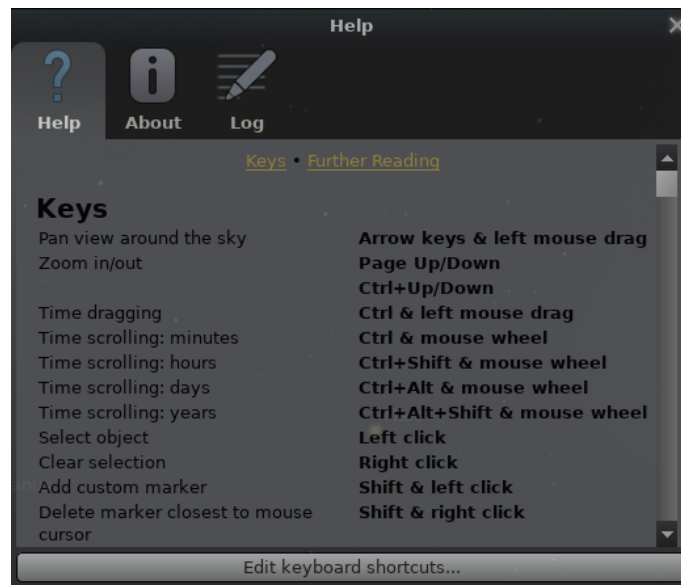 Help
Help About Log
Keys • Further Reading
Keys
Pan view around the sky Arrow keys & left mouse drag
Zoom in/out Page Up/Down
Ctrl+Up/Down
Time dragging Ctrl & left mouse drag
Time scrolling: minutes Ctrl & mouse wheel
Time scrolling: hours Ctrl+Shift & mouse wheel
Time scrolling: days Ctrl+Alt & mouse wheel
Time scrolling: years Ctrl+Alt+Shift & mouse wheel
Select object Left click
Clear selection Right click
Add custom marker Shift & left click
Delete marker closest to mouse Shift & right click
cursor
Edit keyboard shortcuts...